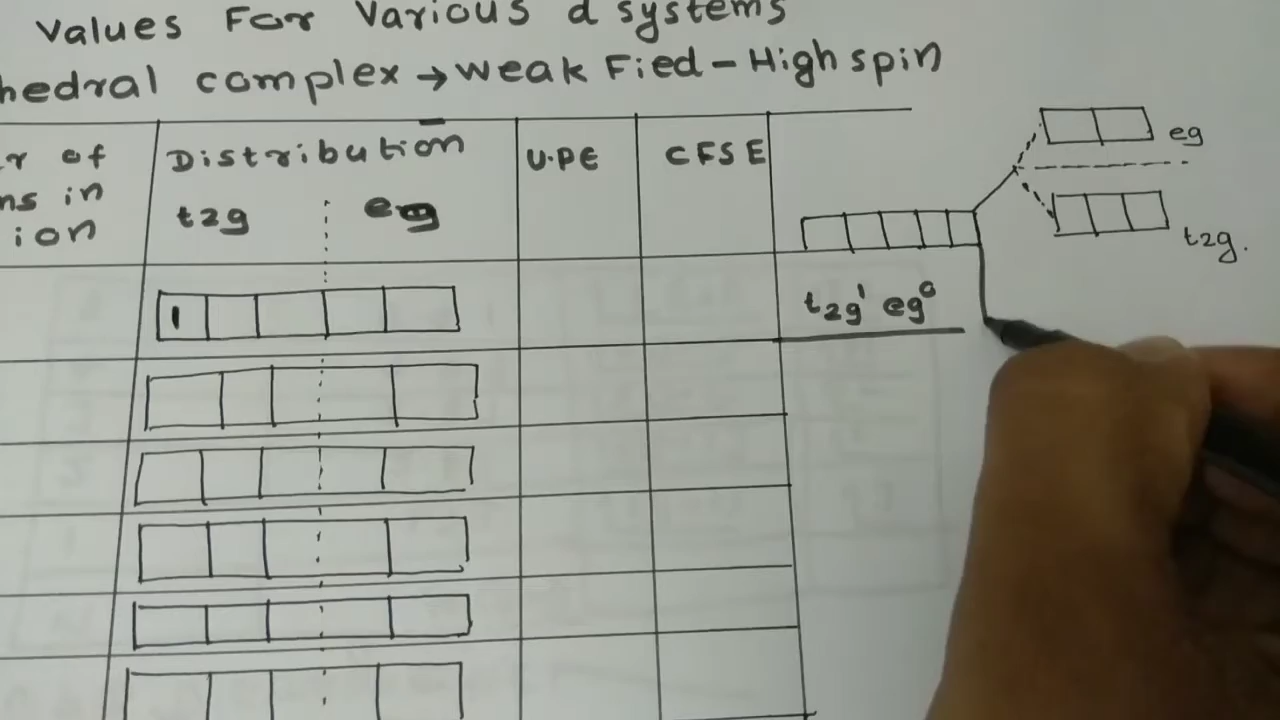 values For Various d systems
hedral complex → weak Fied - High spin
r of
ns in
ion
Distribution
t2g eg
U.PE
CFSE
eg
t2g.
1
t2g¹ eg⁰